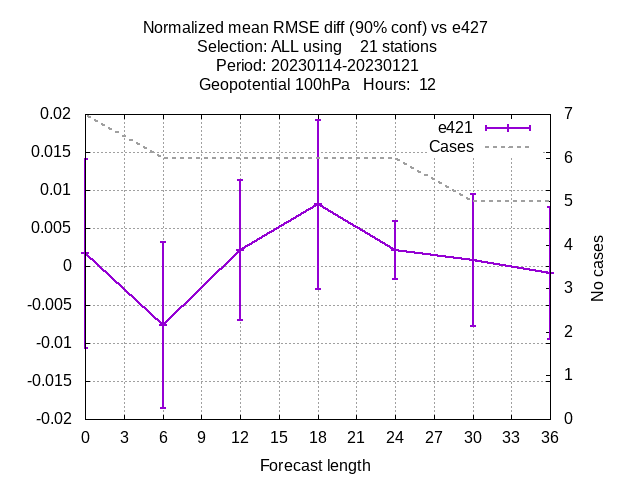 Normalized mean RMSE diff (90% conf) vs e427
Selection: ALL using    21 stations
Period: 20230114-20230121
Geopotential 100hPa   Hours:  12
0.02
0.015
0.01
0.005
0
-0.005
-0.01
-0.015
-0.02
e421
Cases
7
6
5
4
3
2
1
0
No cases
0 3 6 9 12 15 18 21 24 27 30 33 36
Forecast length